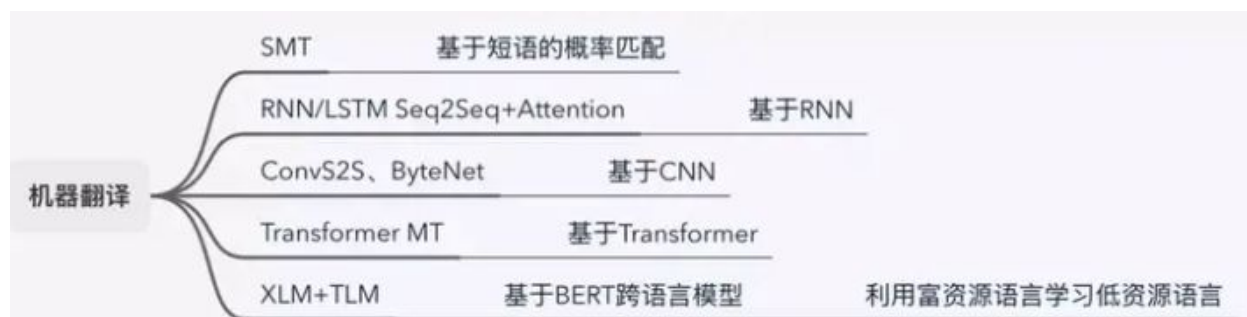 SMT 基于短语的概率匹配
RNN/LSTM Seq2Seq+Attention 基于RNN
ConvS2S、ByteNet 基于CNN
机器翻译
Transformer MT 基于Transformer
XLM+TLM 基于BERT跨语言模型 利用富资源语言学习低资源语言